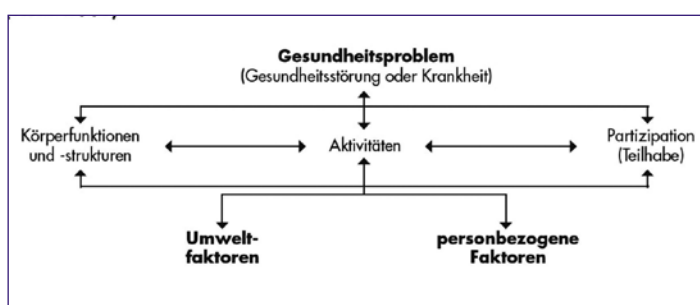 Gesundheitsproblem
(Gesundheitsstörung oder Krankheit)
Körperfunktionen
und -strukturen
Aktivitäten
Partizipation
(Teilhabe)
Umwelt-
faktoren
personbezogene
Faktoren